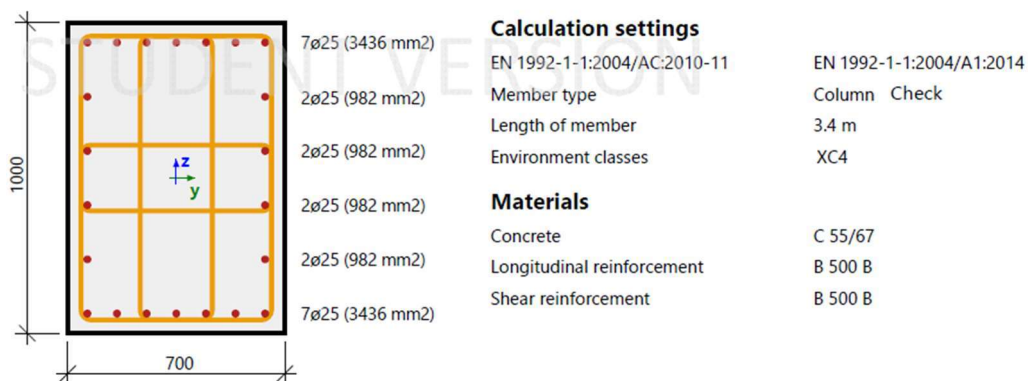 STUDENT VERSION
7ø25 (3436 mm2)
2ø25 (982 mm2)
2ø25 (982 mm2)
2ø25 (982 mm2)
2ø25 (982 mm2)
7ø25 (3436 mm2)
z
y
1000
700
Calculation settings
EN 1992-1-1:2004/AC:2010-11 EN 1992-1-1:2004/A1:2014
Member type Column Check
Length of member 3.4 m
Environment classes XC4
Materials
Concrete C 55/67
Longitudinal reinforcement B 500 B
Shear reinforcement B 500 B